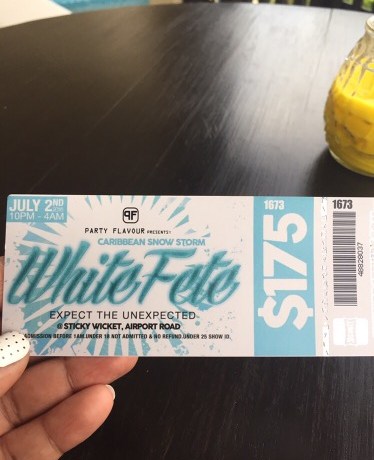 JULY 2ND
10PM - 4AM
PF
PARTY FLAVOUR PRESENTS:
CARIBBEAN SNOW STORM
White Fete
EXPECT THE UNEXPECTED
@ STICKY WICKET, AIRPORT ROAD
ADMISSION BEFORE 1AM. UNDER 18 NOT ADMITTED & NO REFUND. UNDER 25 SHOW ID.
1673
$175
1673
48828037